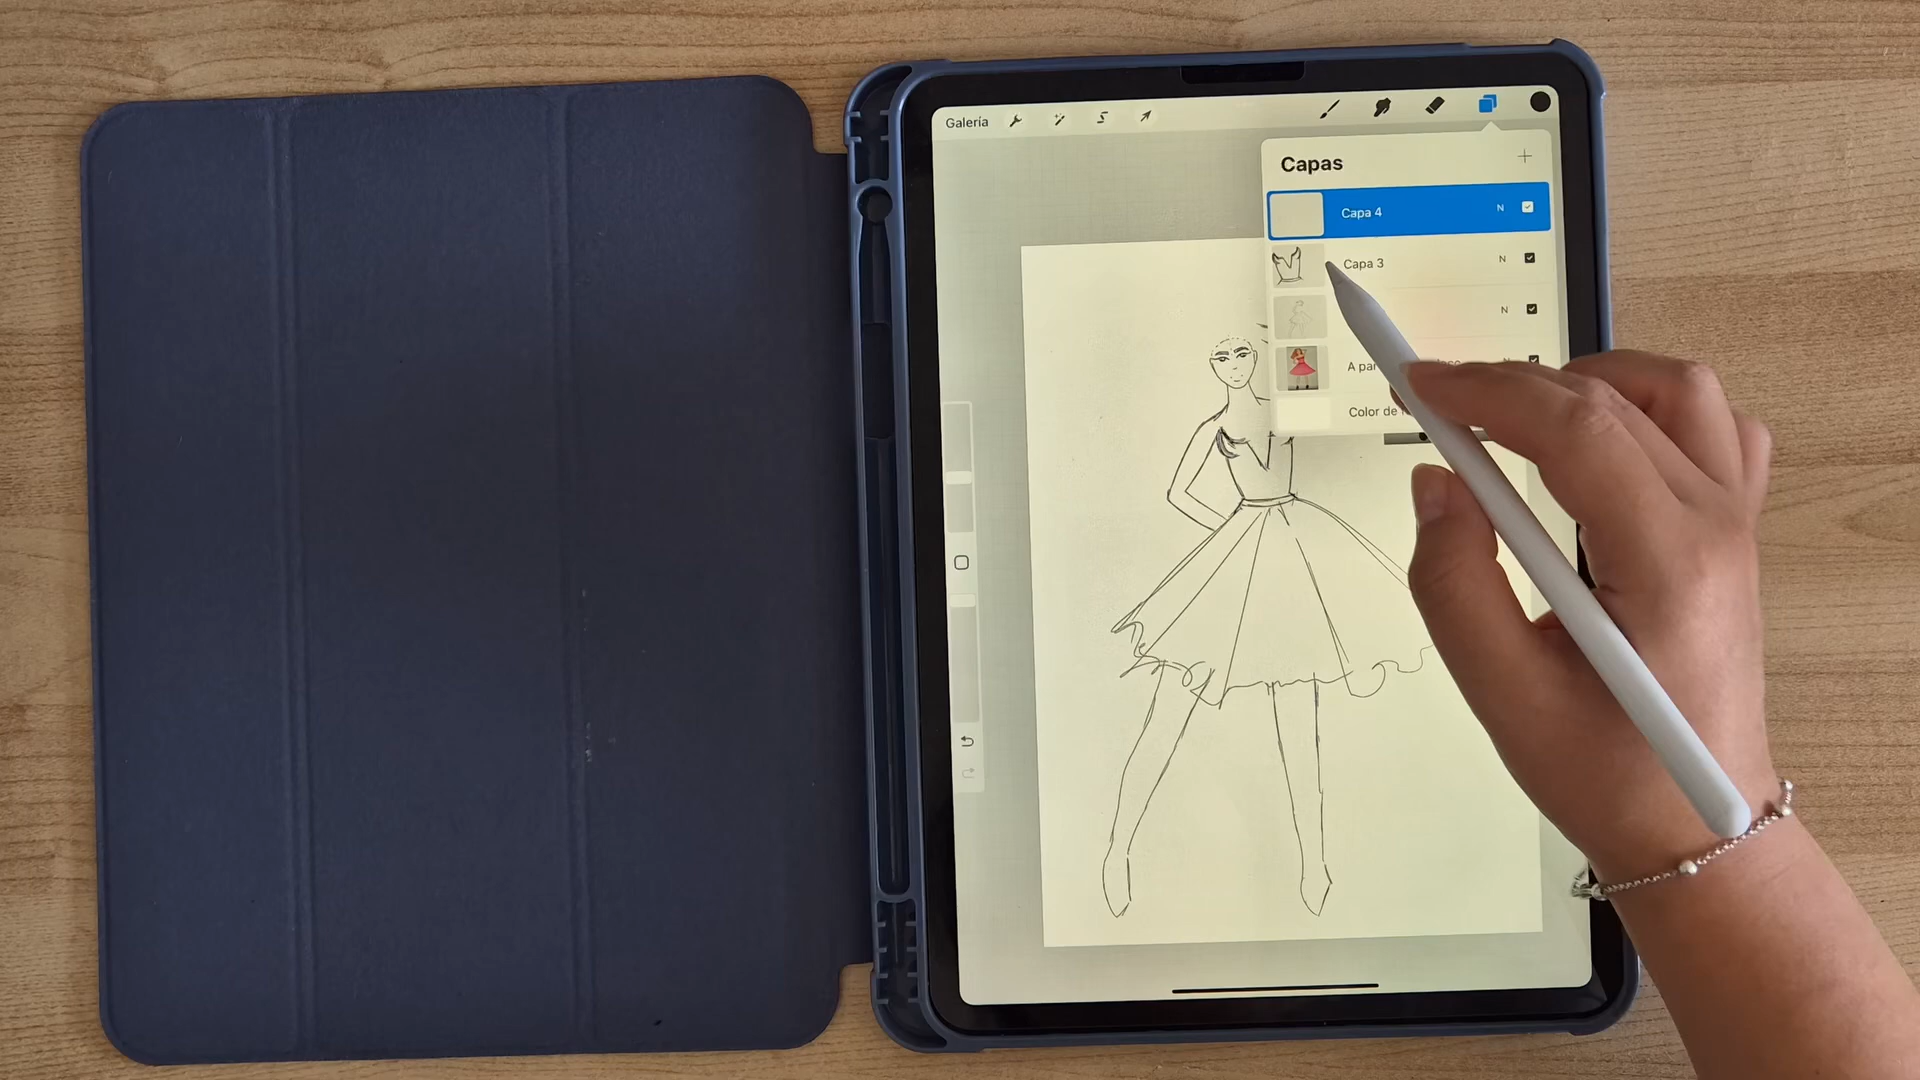 Galería
Capas
Capa 4 N
Capa 3 N
N
A par
Color de